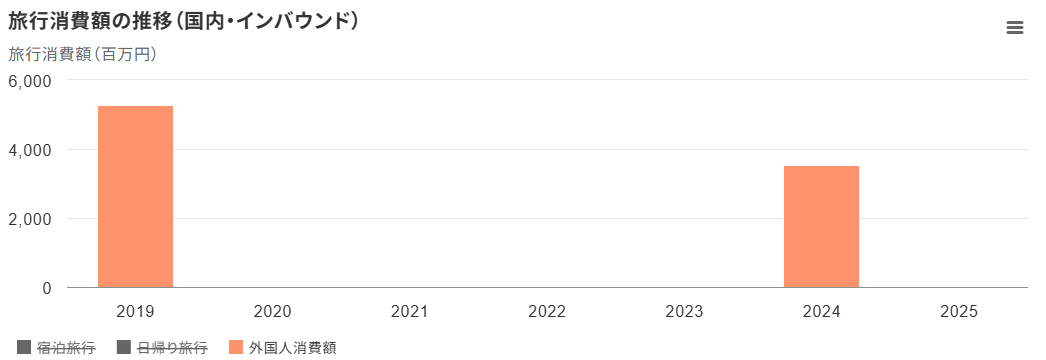 旅行消費額の推移（国内・インバウンド）
旅行消費額（百万円）
6,000
4,000
2,000
0
2019 2020 2021 2022 2023 2024 2025
宿泊旅行 日帰り旅行 外国人消費額